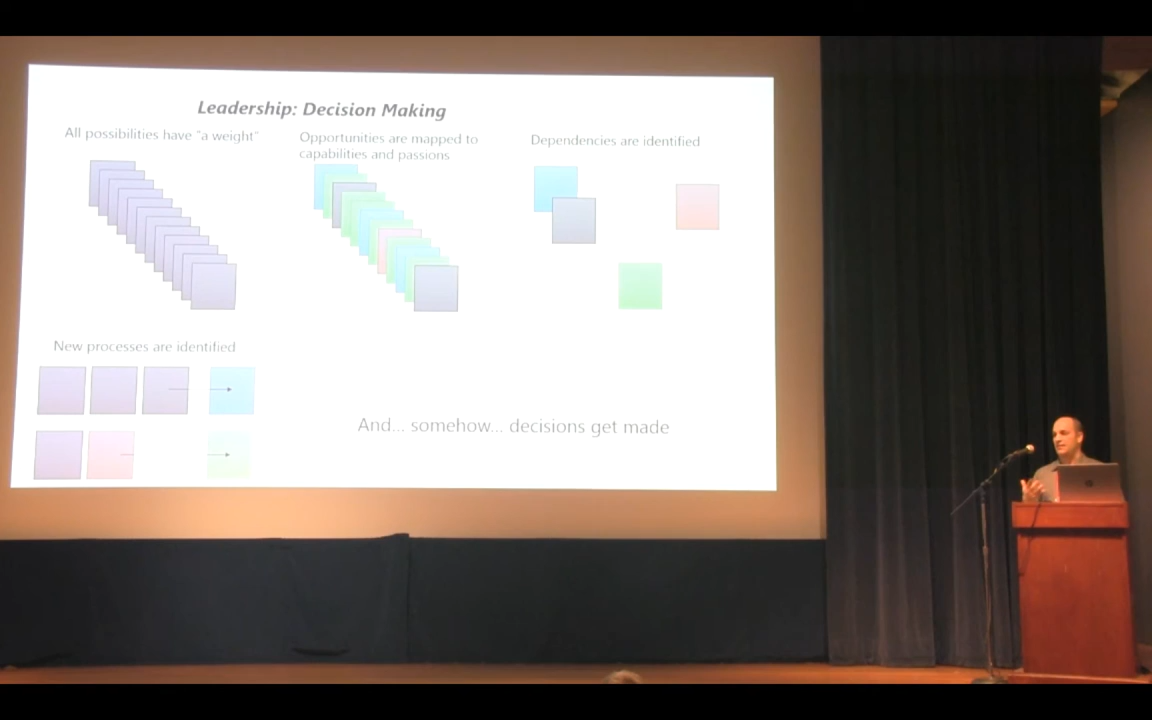 Leadership: Decision Making
All possibilities have "a weight"
Opportunities are mapped to
capabilities and passions
Dependencies are identified
New processes are identified
And... somehow... decisions get made